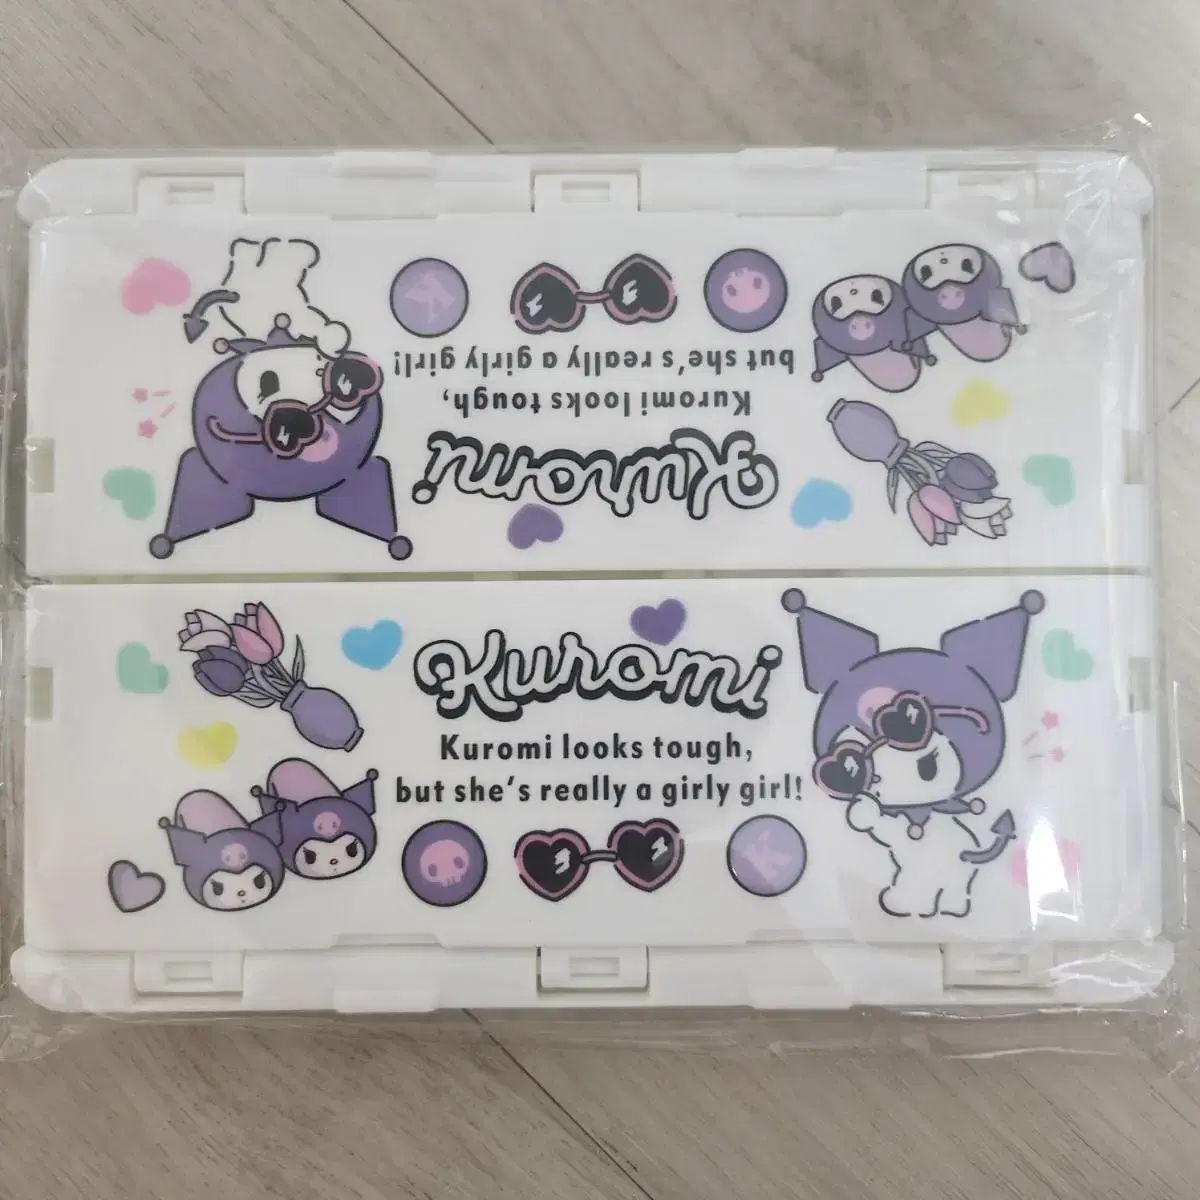 but she's really a girly girl!
Kuromi looks tough,
Kuromi
Kuromi
Kuromi looks tough,
but she's really a girly girl!